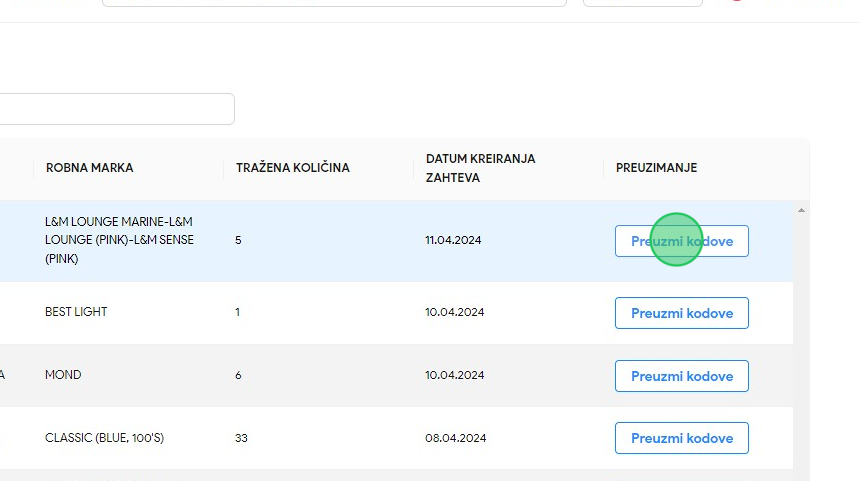 ROBNA MARKA
TRAŽENA KOLIČINA
DATUM KREIRANJA
ZAHTEVA
PREUZIMANJE
L&M LOUNGE MARINE-L&M
LOUNGE (PINK)-L&M SENSE
(PINK)
5
11.04.2024
Preuzmi kodove
BEST LIGHT
1
10.04.2024
Preuzmi kodove
A
MOND
6
10.04.2024
Preuzmi kodove
CLASSIC (BLUE, 100'S)
33
08.04.2024
Preuzmi kodove